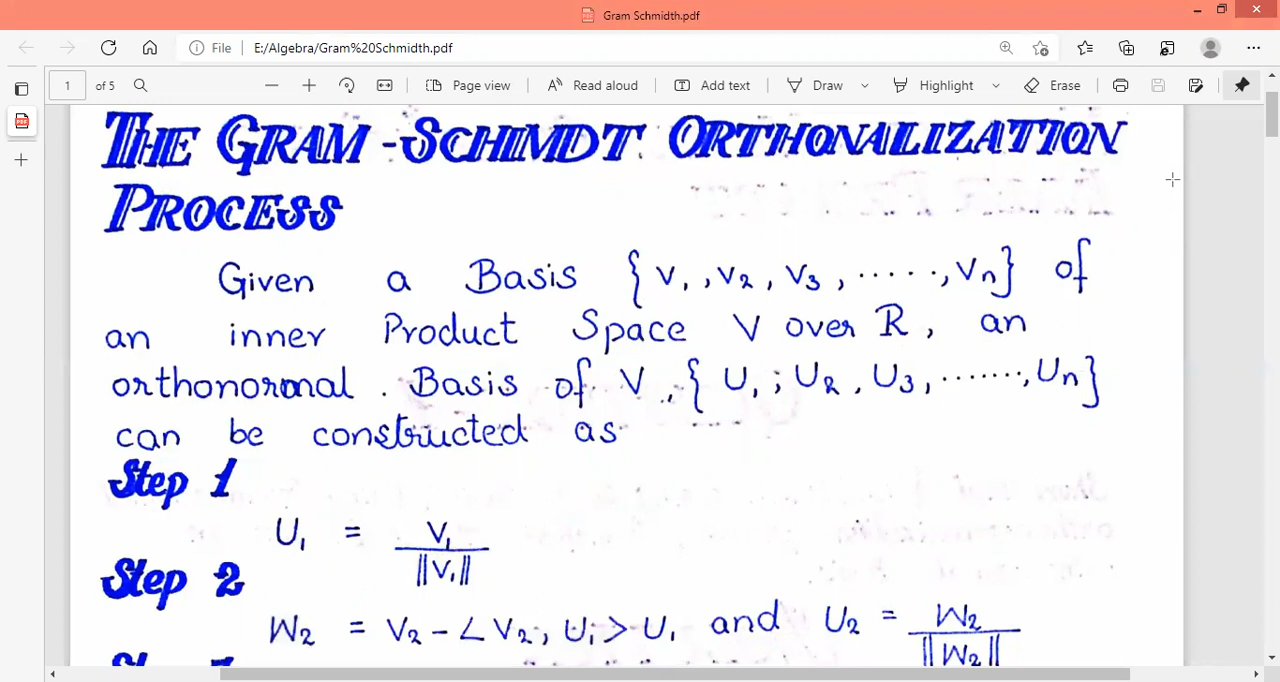 Gram Schmidth.pdf
File E:/Algebra/Gram%20Schmidth.pdf
1 of 5 Page view Read aloud Add text Draw Highlight Erase
THE GRAM-SCHIMDT ORTHONALIZATION
PROCESS
Given a Basis { V₁, V₂, V₃, ....., Vn} of
an inner Product Space V over R, an
orthonormal. Basis of V, { U₁, U₂, U₃, ......., Un}
can be constructed as
Step 1
U₁ = V₁ / ||V₁||
Step 2
W₂ = V₂ - ∠V₂, U₁> U₁ and U₂ = W₂ / ||W₂||